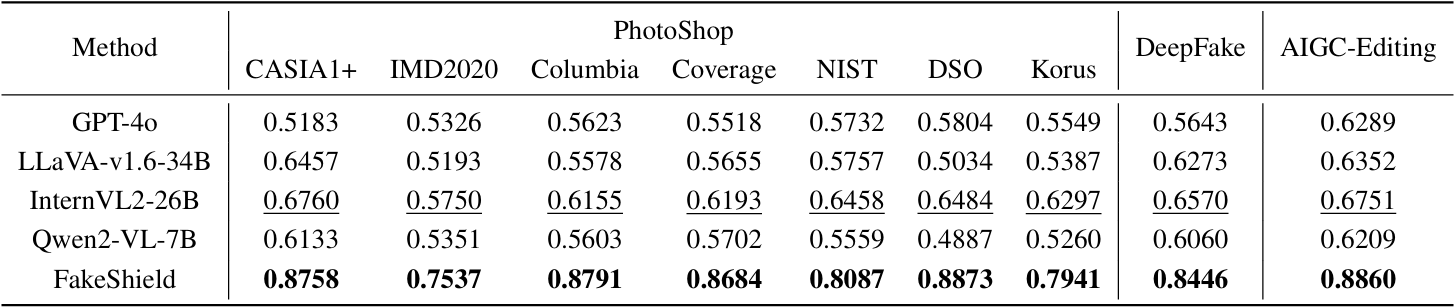 Method PhotoShop DeepFake AIGC-Editing
CASIA1+ IMD2020 Columbia Coverage NIST DSO Korus
GPT-4o 0.5183 0.5326 0.5623 0.5518 0.5732 0.5804 0.5549 0.5643 0.6289
LLaVA-v1.6-34B 0.6457 0.5193 0.5578 0.5655 0.5757 0.5034 0.5387 0.6273 0.6352
InternVL2-26B 0.6760 0.5750 0.6155 0.6193 0.6458 0.6484 0.6297 0.6570 0.6751
Qwen2-VL-7B 0.6133 0.5351 0.5603 0.5702 0.5559 0.4887 0.5260 0.6060 0.6209
FakeShield 0.8758 0.7537 0.8791 0.8684 0.8087 0.8873 0.7941 0.8446 0.8860